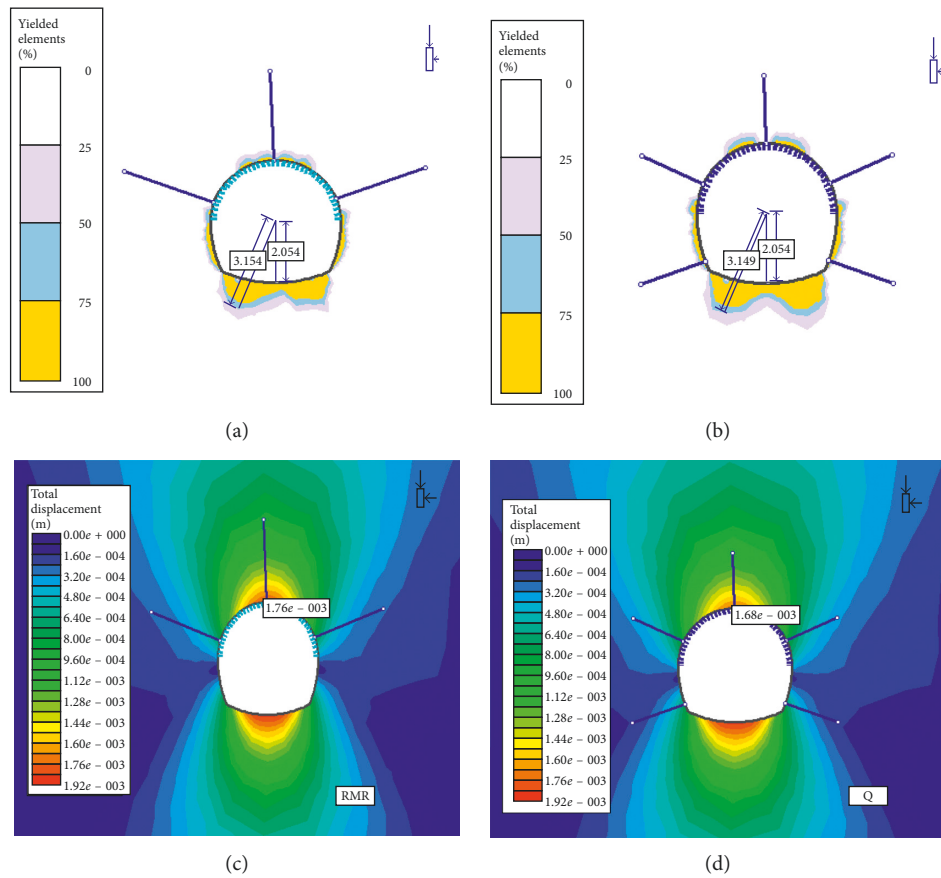 Yielded
elements
(%)
0
25
50
75
100
3.154
2.054
(a)
Yielded
elements
(%)
0
25
50
75
100
3.149
2.054
(b)
Total
displacement
(m)
0.00e + 000
1.60e – 004
3.20e – 004
4.80e – 004
6.40e – 004
8.00e – 004
9.60e – 004
1.12e – 003
1.28e – 003
1.44e – 003
1.60e – 003
1.76e – 003
1.92e – 003
1.76e – 003
RMR
(c)
Total
displacement
(m)
0.00e + 000
1.60e – 004
3.20e – 004
4.80e – 004
6.40e – 004
8.00e – 004
9.60e – 004
1.12e – 003
1.28e – 003
1.44e – 003
1.60e – 003
1.76e – 003
1.92e – 003
1.68e – 003
Q
(d)